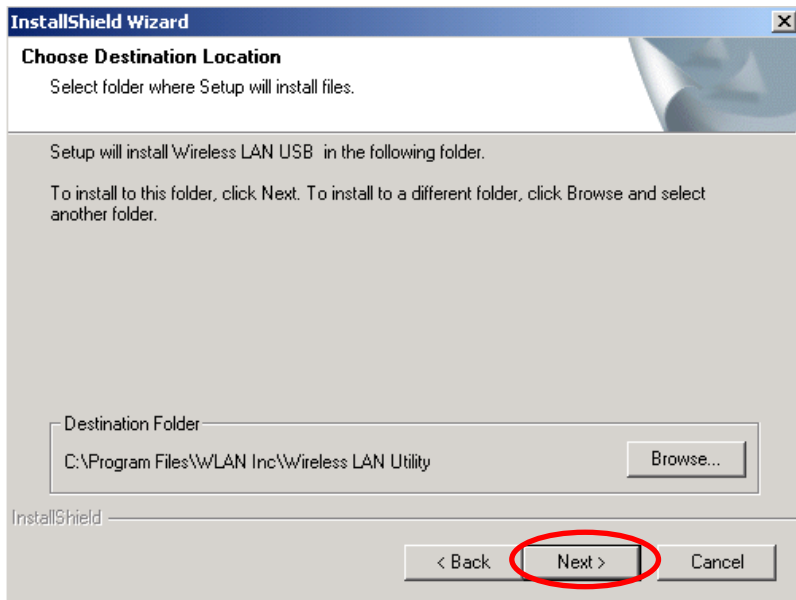 InstallShield Wizard
Choose Destination Location
Select folder where Setup will install files.
Setup will install Wireless LAN USB  in the following folder.
To install to this folder, click Next. To install to a different folder, click Browse and select
another folder.
Destination Folder
C:\Program Files\WLAN Inc\Wireless LAN Utility
Browse...
InstallShield
< Back
Next >
Cancel